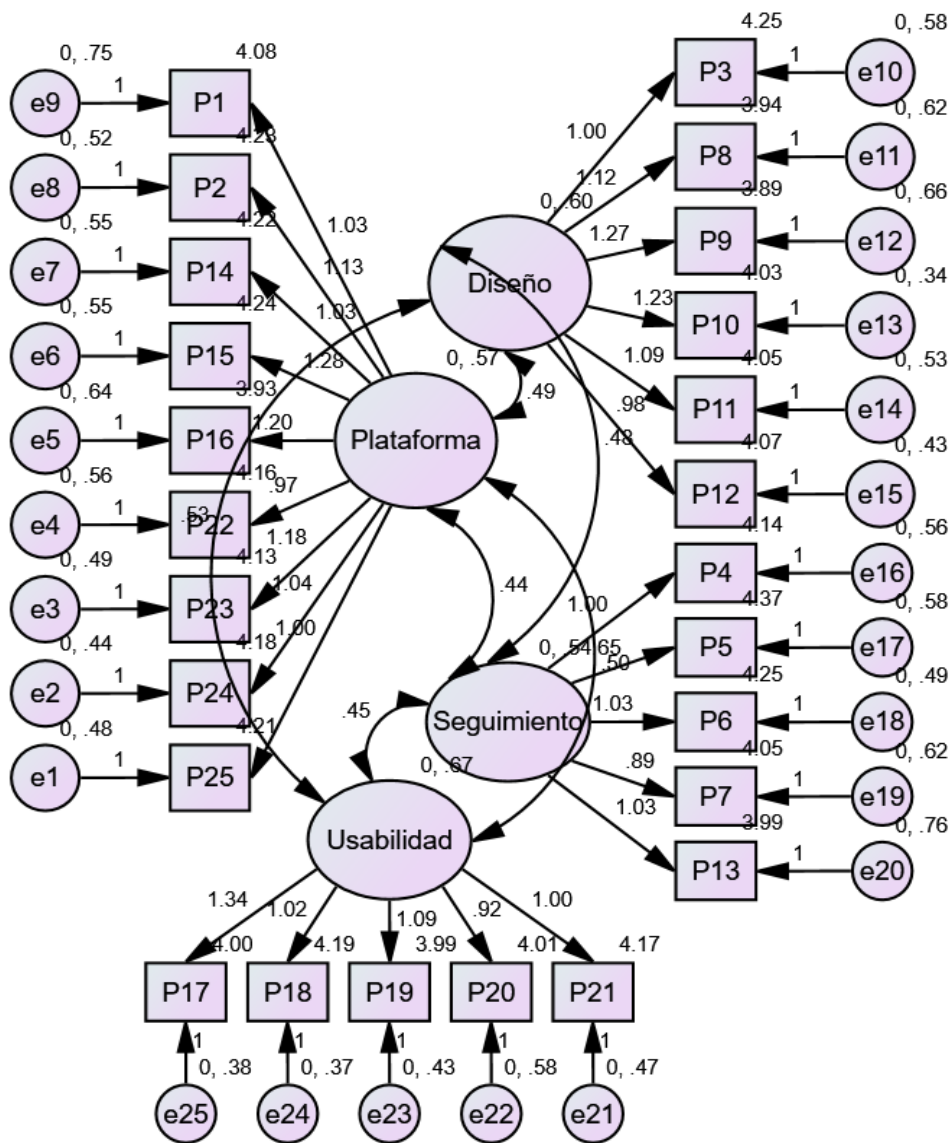 4.25
0, .58
0, .75
4.08
1
e10
P3
e9
1
P1
3.94
0, .62
0, .52
4.23
1.00
1
e11
P8
e8
1
P2
1.12
3.89
0, .66
0, .55
4.22
0, .60
1.03
1.27
1
e12
P9
e7
1
P14
1.13
Diseño
4.03
0, .34
0, .55
4.24
1.03
1.23
1
e13
P10
e6
1
P15
1.28
0, .57
1.09
4.05
0, .53
0, .64
3.93
.49
1
e14
P11
.98
e5
1
P16
1.20
Plataforma
.48
4.07
0, .43
0, .56
4.16
.97
1
e15
P12
e4
1
P22
.53
1.18
4.14
0, .56
0, .49
4.13
1.04
.44
1
e16
P4
e3
1
P23
1.00
1.00
4.37
0, .58
0, .44
4.18
0, .54
.65
.50
1
e17
P5
4.25
0, .49
e2
1
P24
1.03
1
e18
P6
.45
Seguimiento
4.05
0, .62
0, .48
4.21
0, .67
.89
1
e19
P7
e1
1
P25
1.03
3.99
0, .76
Usabilidad
1
e20
P13
1.34
1.02
1.09
.92
1.00
4.00
4.19
3.99
4.01
4.17
P17
P18
P19
P20
P21
1
1
1
1
1
0, .38
0, .37
0, .43
0, .58
0, .47
e25
e24
e23
e22
e21